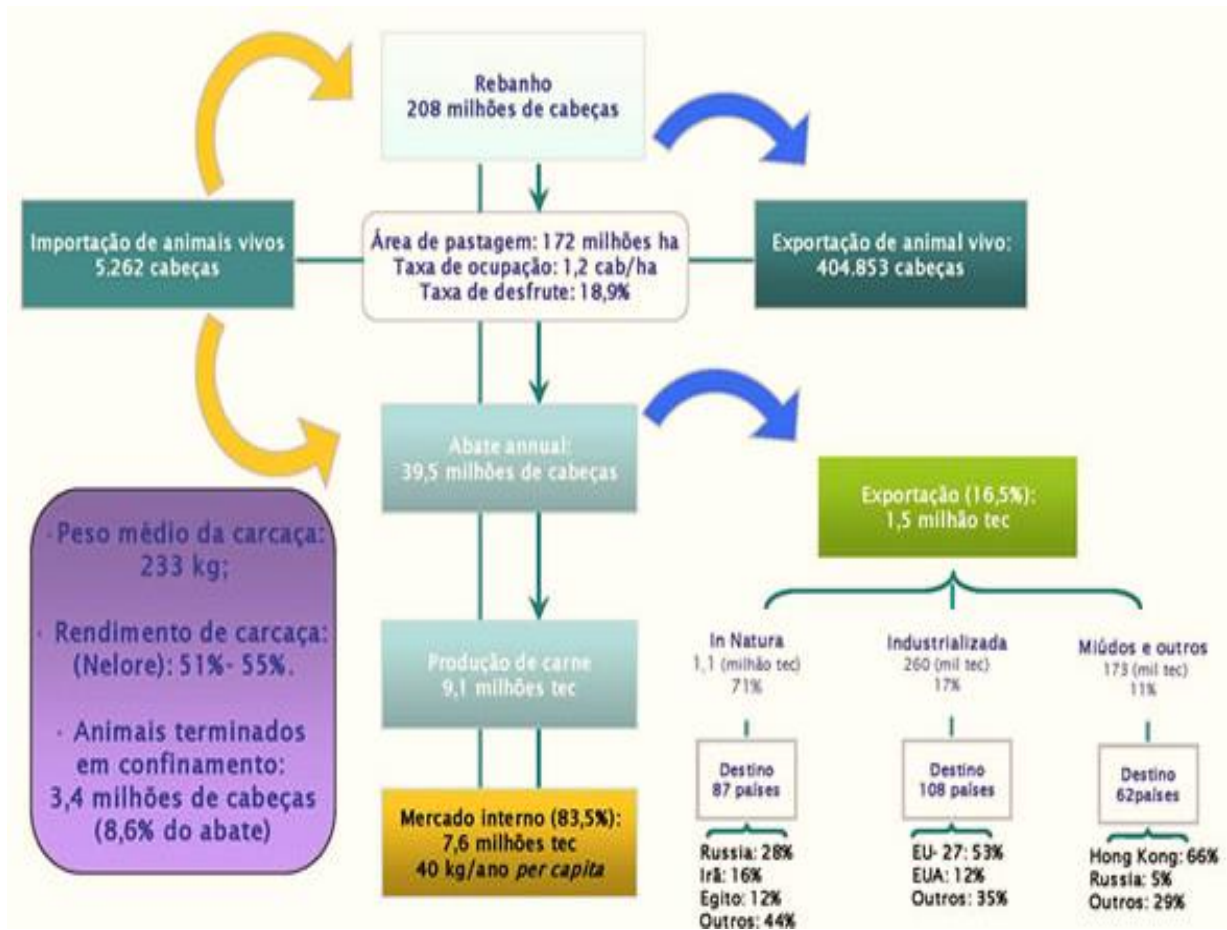 Rebanho
208 milhões de cabeças
Importação de animais vivos
5.262 cabeças
Área de pastagem: 172 milhões ha
Taxa de ocupação: 1,2 cab/ha
Taxa de desfrute: 18,9%
Exportação de animal vivo:
404.853 cabeças
Abate annual:
39,5 milhões de cabeças
Exportação (16,5%):
1,5 milhão tec
· Peso médio da carcaça:
233 kg;
· Rendimento de carcaça:
(Nelore): 51%- 55%.
· Animais terminados
em confinamento:
3,4 milhões de cabeças
(8,6% do abate)
Produção de carne
9,1 milhões tec
Mercado interno (83,5%):
7,6 milhões tec
40 kg/ano per capita
In Natura
1,1 (milhão tec)
71%
Destino
87 países
Russia: 28%
Irã: 16%
Egito: 12%
Outros: 44%
Industrializada
260 (mil tec)
17%
Destino
108 países
EU- 27: 53%
EUA: 12%
Outros: 35%
Miúdos e outros
173 (mil tec)
11%
Destino
62países
Hong Kong: 66%
Russia: 5%
Outros: 29%